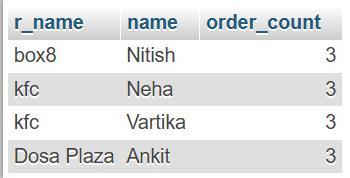 r_name name order_count
box8 Nitish 3
kfc Neha 3
kfc Vartika 3
Dosa Plaza Ankit 3